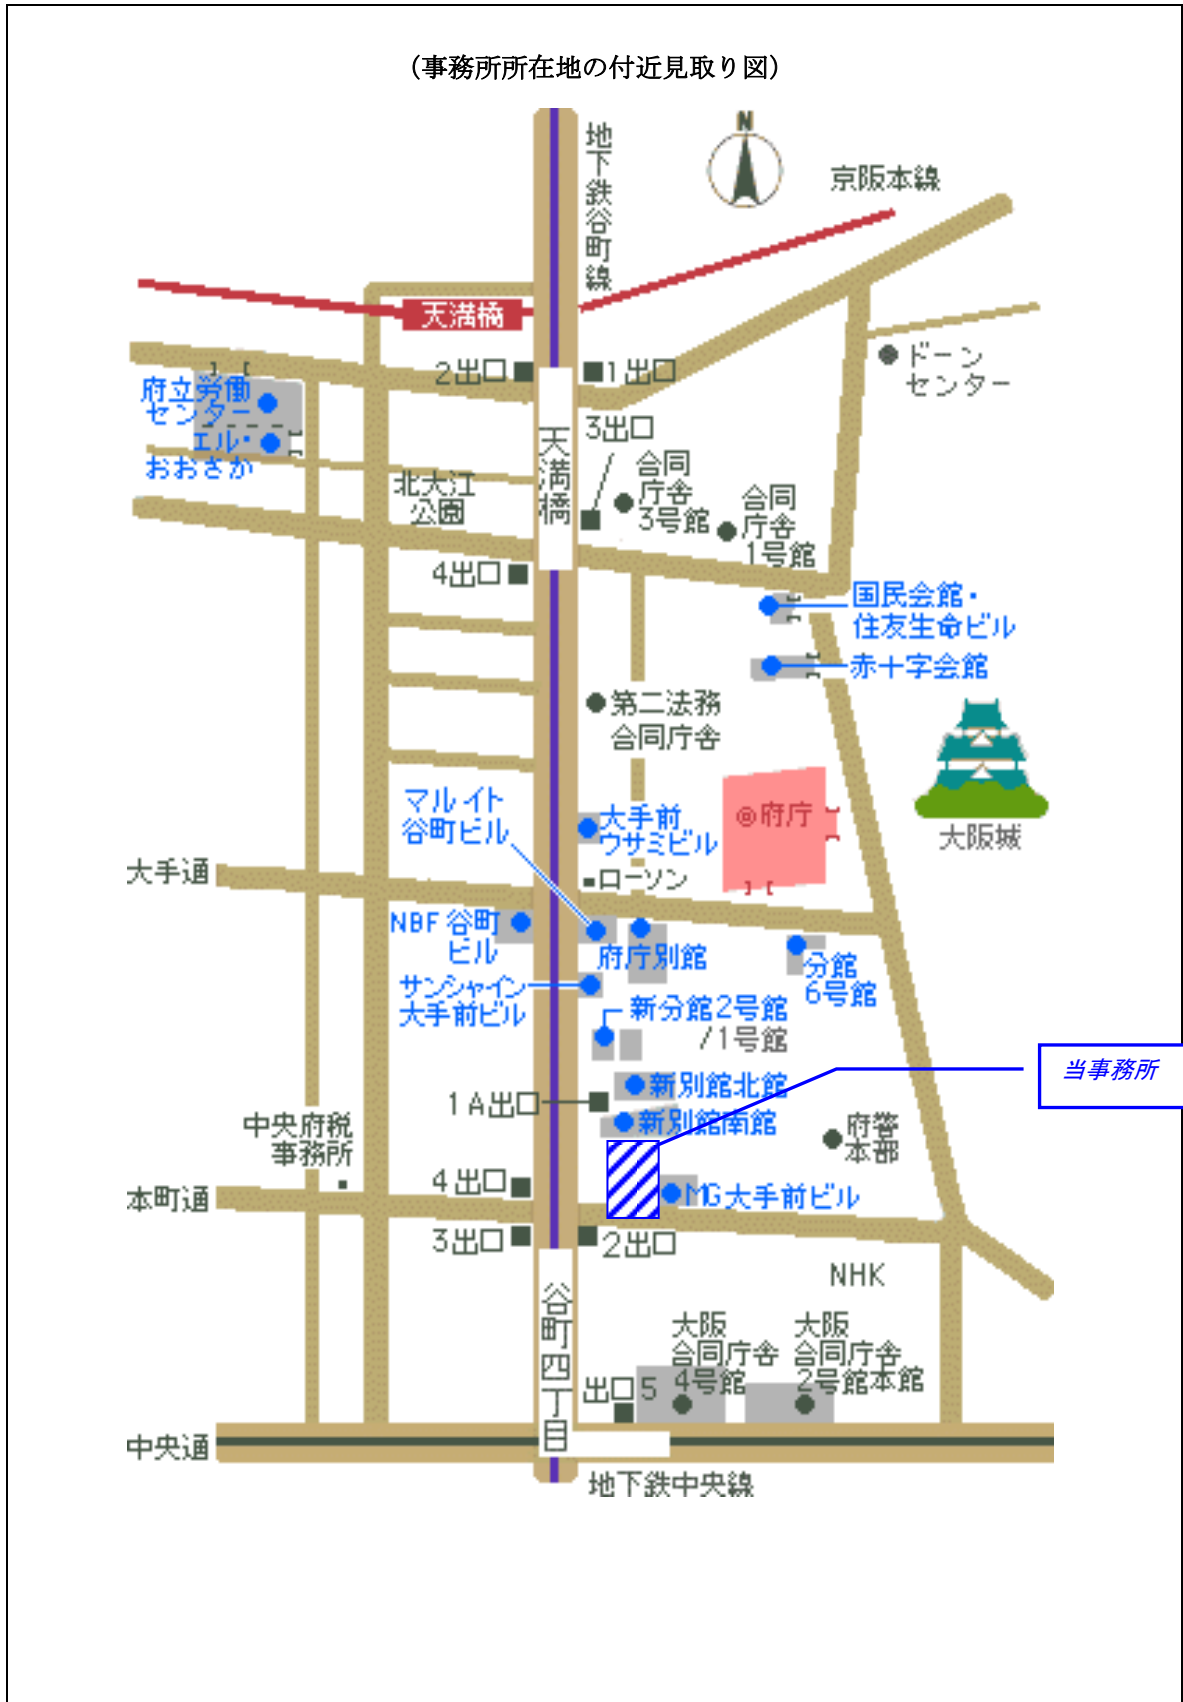 （事務所所在地の付近見取り図）
N
地下鉄谷町線
京阪本線
天満橋
2出口
1出口
ドーン
センター
府立労働
センター
エル・
おおさか
3出口
天満橋
北大江
公園
合同
庁舎
3号館
合同
庁舎
1号館
4出口
国民会館・
住友生命ビル
赤十字会館
第二法務
合同庁舎
マルイト
谷町ビル
大手前
ウサミビル
◎府庁
大阪城
大手通
ローソン
NBF谷町
ビル
府庁別館
分館
6号館
サンシャイン
大手前ビル
新分館2号館
/1号館
当事務所
新別館北館
1A出口
新別館南館
中央府税
事務所
府警
本部
4出口
本町通
MG大手前ビル
3出口
2出口
NHK
谷町四丁目
大阪
合同庁舎
4号館
大阪
合同庁舎
2号館本館
出口5
中央通
地下鉄中央線